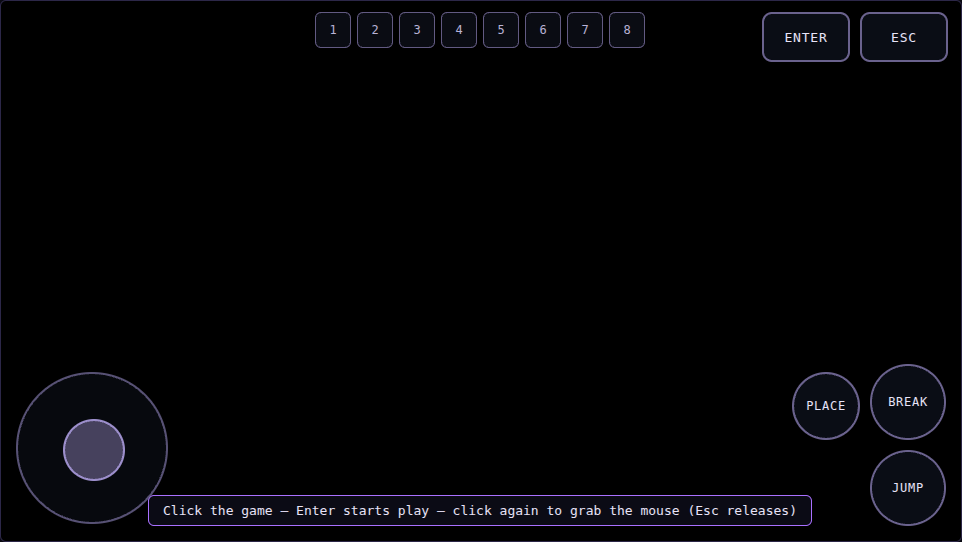 1 2 3 4 5 6 7 8
ENTER ESC
PLACE BREAK
JUMP
Click the game — Enter starts play — click again to grab the mouse (Esc releases)